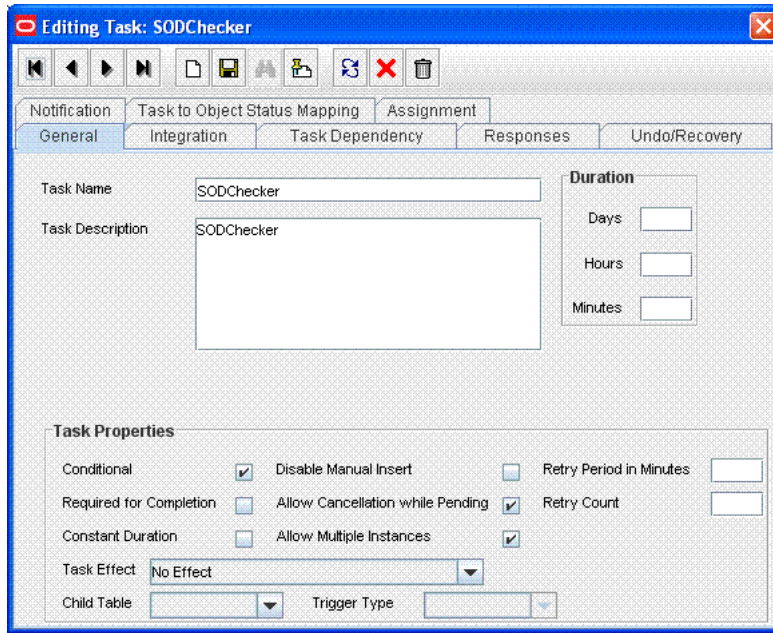 Editing Task: SODChecker
Notification Task to Object Status Mapping Assignment
General Integration Task Dependency Responses Undo/Recovery
Task Name SODChecker
Duration
Task Description SODChecker
Days
Hours
Minutes
Task Properties
Conditional Disable Manual Insert Retry Period in Minutes
Required for Completion Allow Cancellation while Pending Retry Count
Constant Duration Allow Multiple Instances
Task Effect No Effect
Child Table Trigger Type